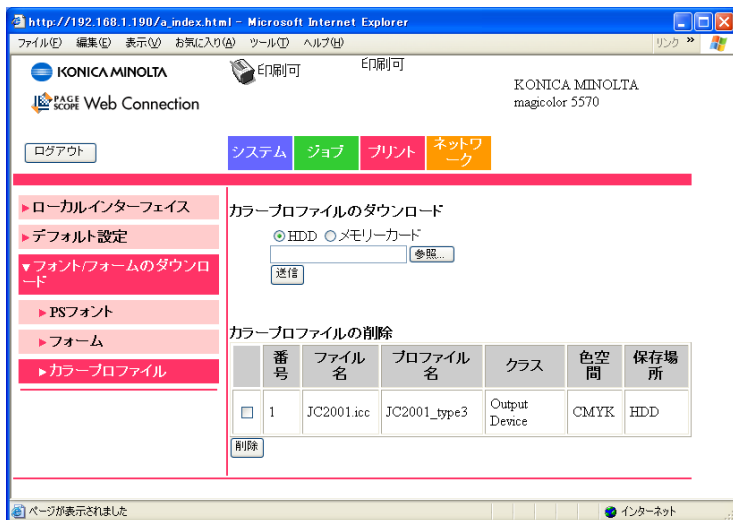 http://192.168.1.190/a_index.html - Microsoft Internet Explorer
ファイル(F) 編集(E) 表示(V) お気に入り(A) ツール(T) ヘルプ(H) リンク »
KONICA MINOLTA
印刷可 印刷可
KONICA MINOLTA
magicolor 5570
PAGE SCOPE Web Connection
ログアウト
システム ジョブ プリント ネットワ
ーク
ローカルインターフェイス
デフォルト設定
フォント/フォームのダウンロ
ード
PSフォント
フォーム
カラープロファイル
カラープロファイルのダウンロード
HDD メモリーカード
参照...
送信
カラープロファイルの削除
番号 ファイル名 プロファイル名 クラス 色空間 保存場所
1 JC2001.icc JC2001_type3 Output Device CMYK HDD
削除
ページが表示されました インターネット